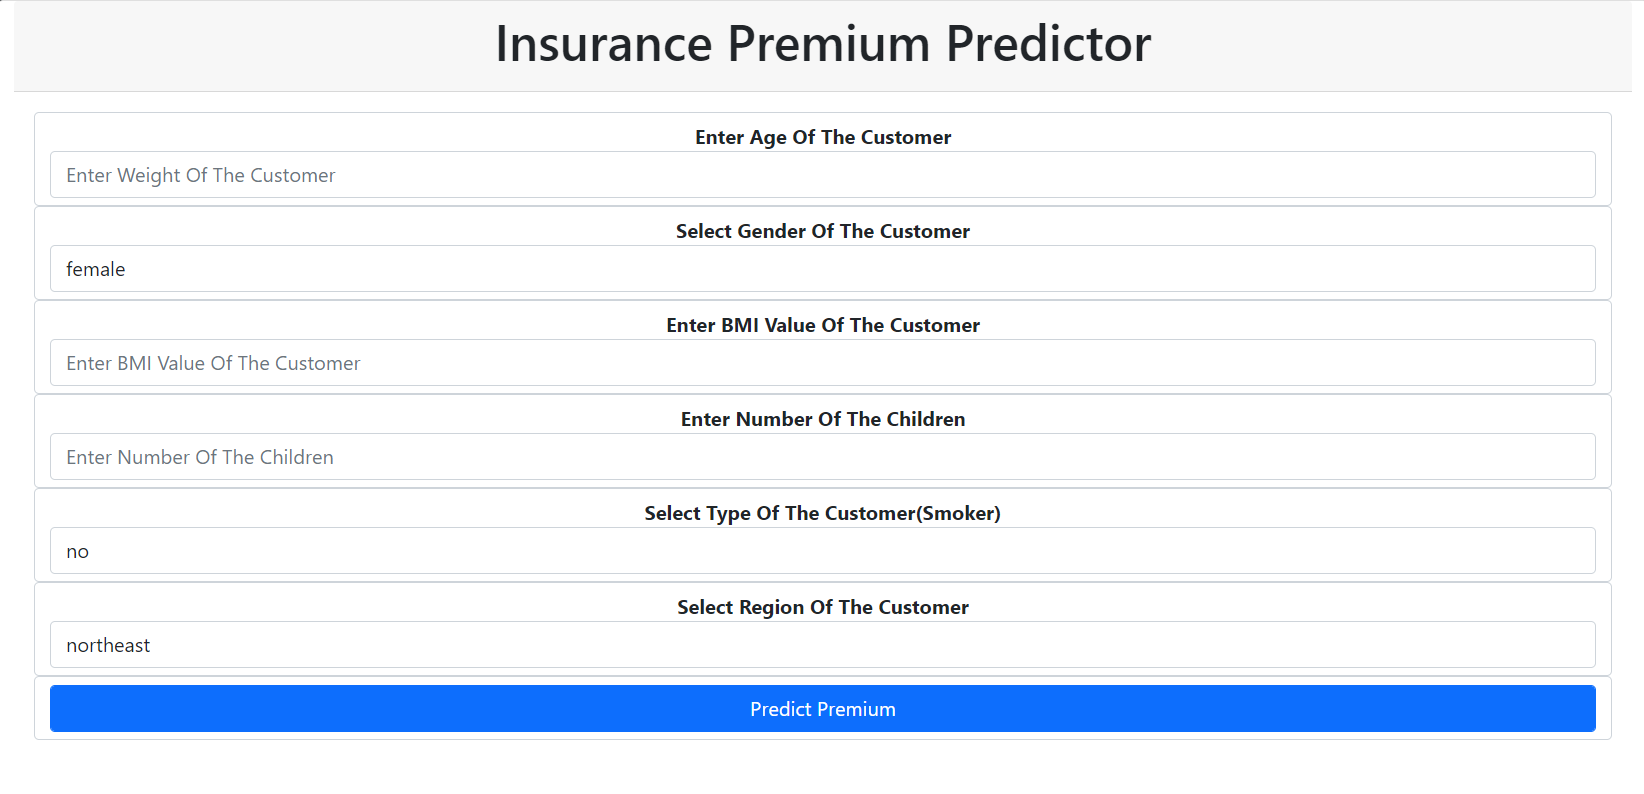 Insurance Premium Predictor
Enter Age Of The Customer
Enter Weight Of The Customer
Select Gender Of The Customer
female
Enter BMI Value Of The Customer
Enter BMI Value Of The Customer
Enter Number Of The Children
Enter Number Of The Children
Select Type Of The Customer(Smoker)
no
Select Region Of The Customer
northeast
Predict Premium